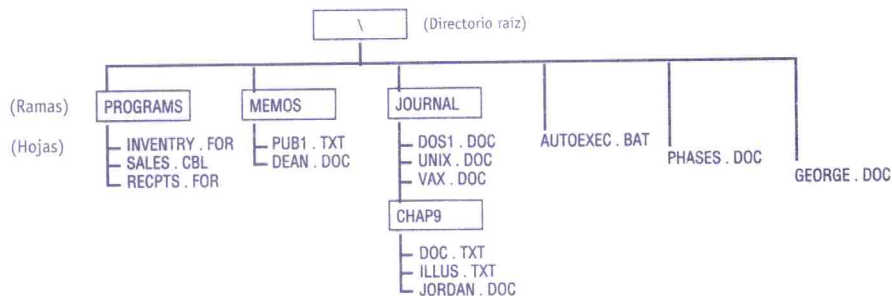 \ (Directorio raíz)
(Ramas) PROGRAMS MEMOS JOURNAL
(Hojas) INVENTRY . FOR PUB1 . TXT DOS1 . DOC AUTOEXEC . BAT
SALES . CBL DEAN . DOC UNIX . DOC PHASES . DOC
RECPTS . FOR VAX . DOC GEORGE . DOC
CHAP9
DOC . TXT
ILLUS . TXT
JORDAN . DOC